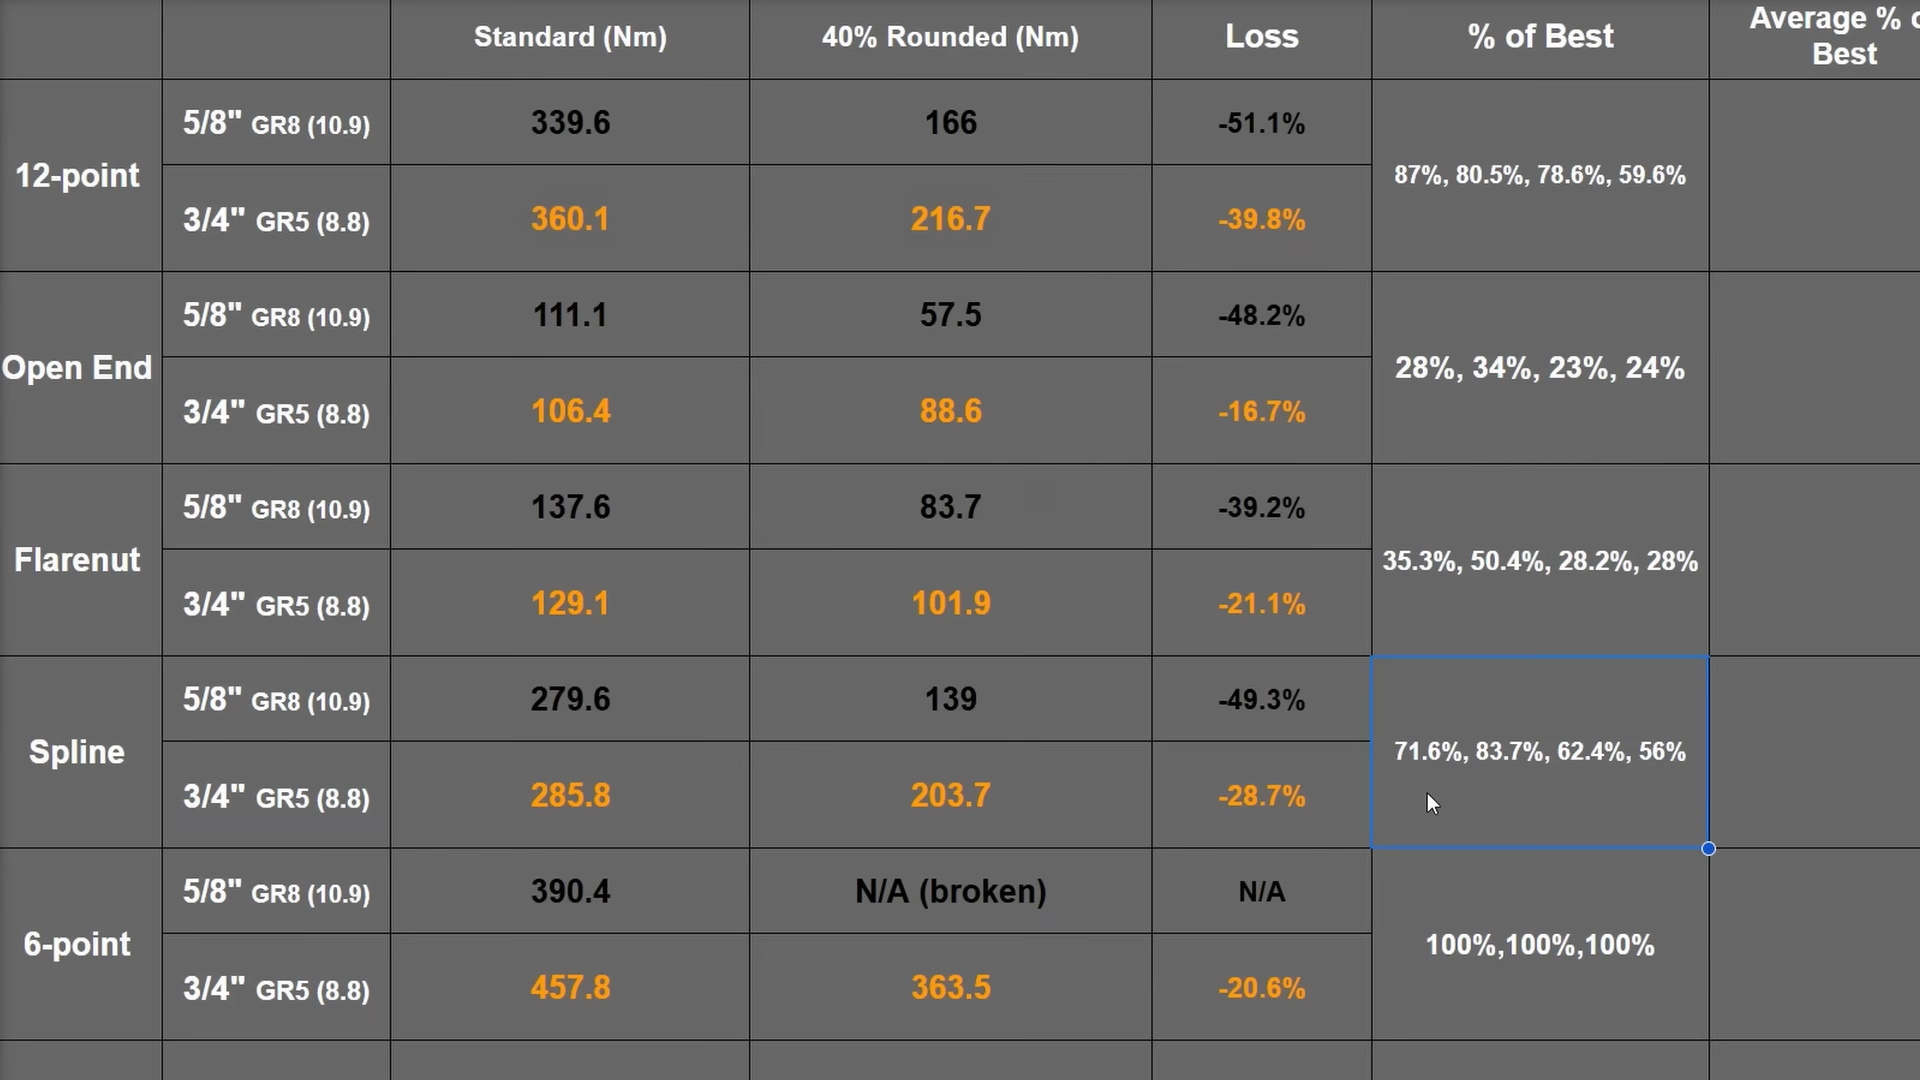 Standard (Nm) 40% Rounded (Nm) Loss % of Best Average % o
Best
12-point
5/8" GR8 (10.9) 339.6 166 -51.1%
87%, 80.5%, 78.6%, 59.6%
3/4" GR5 (8.8) 360.1 216.7 -39.8%
Open End
5/8" GR8 (10.9) 111.1 57.5 -48.2%
28%, 34%, 23%, 24%
3/4" GR5 (8.8) 106.4 88.6 -16.7%
Flarenut
5/8" GR8 (10.9) 137.6 83.7 -39.2%
35.3%, 50.4%, 28.2%, 28%
3/4" GR5 (8.8) 129.1 101.9 -21.1%
Spline
5/8" GR8 (10.9) 279.6 139 -49.3%
71.6%, 83.7%, 62.4%, 56%
3/4" GR5 (8.8) 285.8 203.7 -28.7%
6-point
5/8" GR8 (10.9) 390.4 N/A (broken) N/A
100%,100%,100%
3/4" GR5 (8.8) 457.8 363.5 -20.6%